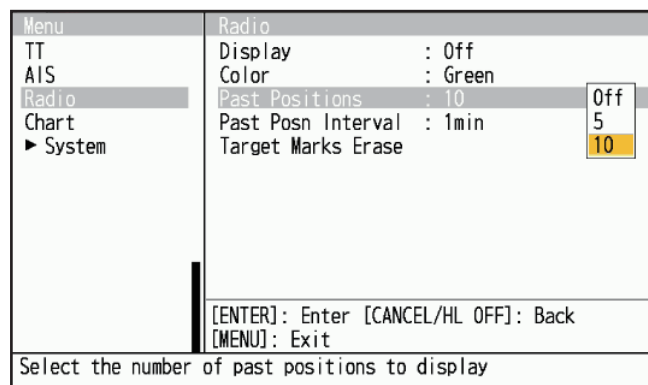 Menu
TT
AIS
Radio
Chart
► System
Radio
Display : Off
Color : Green
Past Positions : 10
Past Posn Interval : 1min
Target Marks Erase
Off
5
10
[ENTER]: Enter [CANCEL/HL OFF]: Back
[MENU]: Exit
Select the number of past positions to display